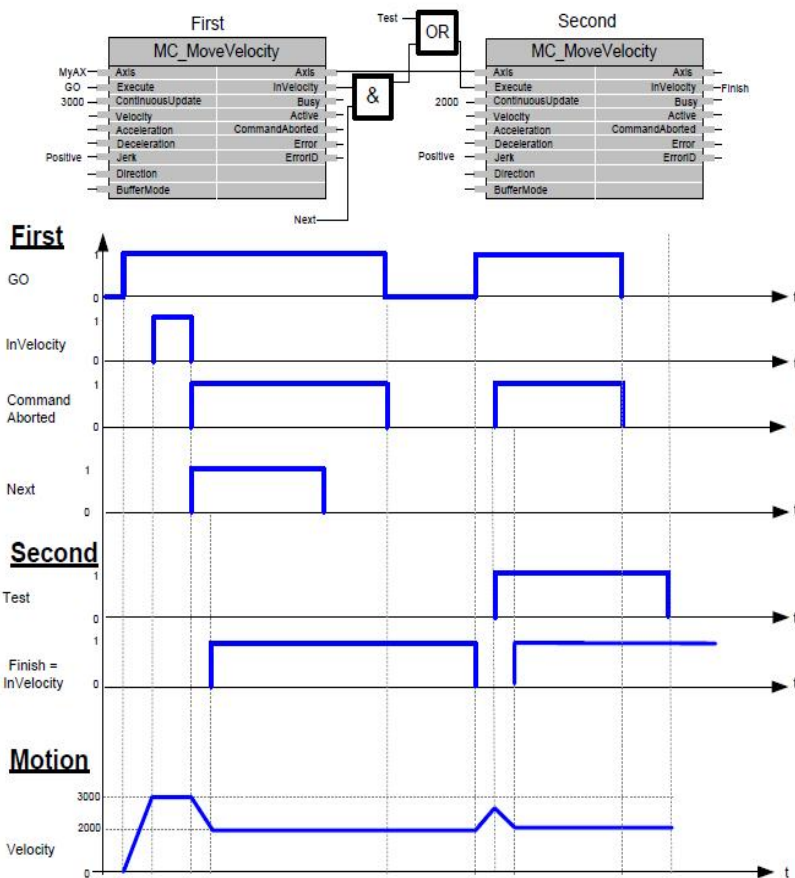 First
Test
OR
Second
MC_MoveVelocity
MC_MoveVelocity
MyAX
Axis
Axis
Axis
Axis
GO
Execute
InVelocity
&
Execute
InVelocity
Finish
3000
ContinuousUpdate
Busy
2000
ContinuousUpdate
Busy
Velocity
Active
Velocity
Active
Acceleration
CommandAborted
Acceleration
CommandAborted
Deceleration
Error
Deceleration
Error
Positive
Jerk
ErrorID
Positive
Jerk
ErrorID
Direction
Direction
BufferMode
BufferMode
Next
First
1
GO
0
t
1
InVelocity
0
t
1
Command
Aborted
0
1
Next
0
t
Second
1
Test
0
t
1
Finish =
InVelocity
0
t
Motion
3000
2000
Velocity
0
t